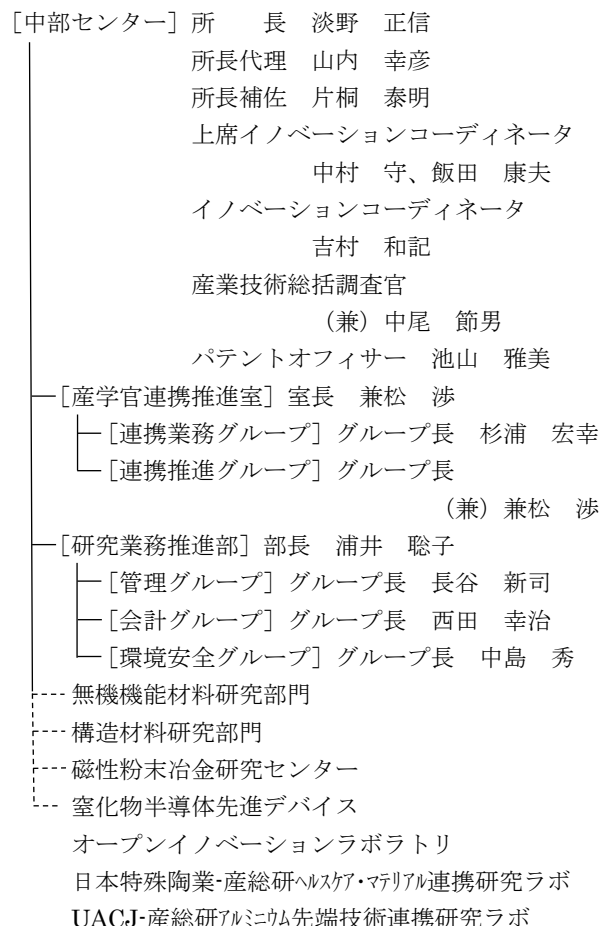 [中部センター] 所　　長　淡野　正信
所長代理　山内　幸彦
所長補佐　片桐　泰明
上席イノベーションコーディネータ
中村　守、飯田　康夫
イノベーションコーディネータ
吉村　和記
産業技術総括調査官
（兼）中尾　節男
パテントオフィサー　池山　雅美
[産学官連携推進室] 室長　兼松　渉
[連携業務グループ] グループ長　杉浦　宏幸
[連携推進グループ] グループ長
（兼）兼松　渉
[研究業務推進部] 部長　浦井　聡子
[管理グループ] グループ長　長谷　新司
[会計グループ] グループ長　西田　幸治
[環境安全グループ] グループ長　中島　秀
無機機能材料研究部門
構造材料研究部門
磁性粉末冶金研究センター
窒化物半導体先進デバイス
オープンイノベーションラボラトリ
日本特殊陶業-産総研ﾍﾙｽｹｱ･ﾏﾃﾘｱﾙ連携研究ラボ
UACJ-産総研ｱﾙﾐﾆｳﾑ先端技術連携研究ラボ